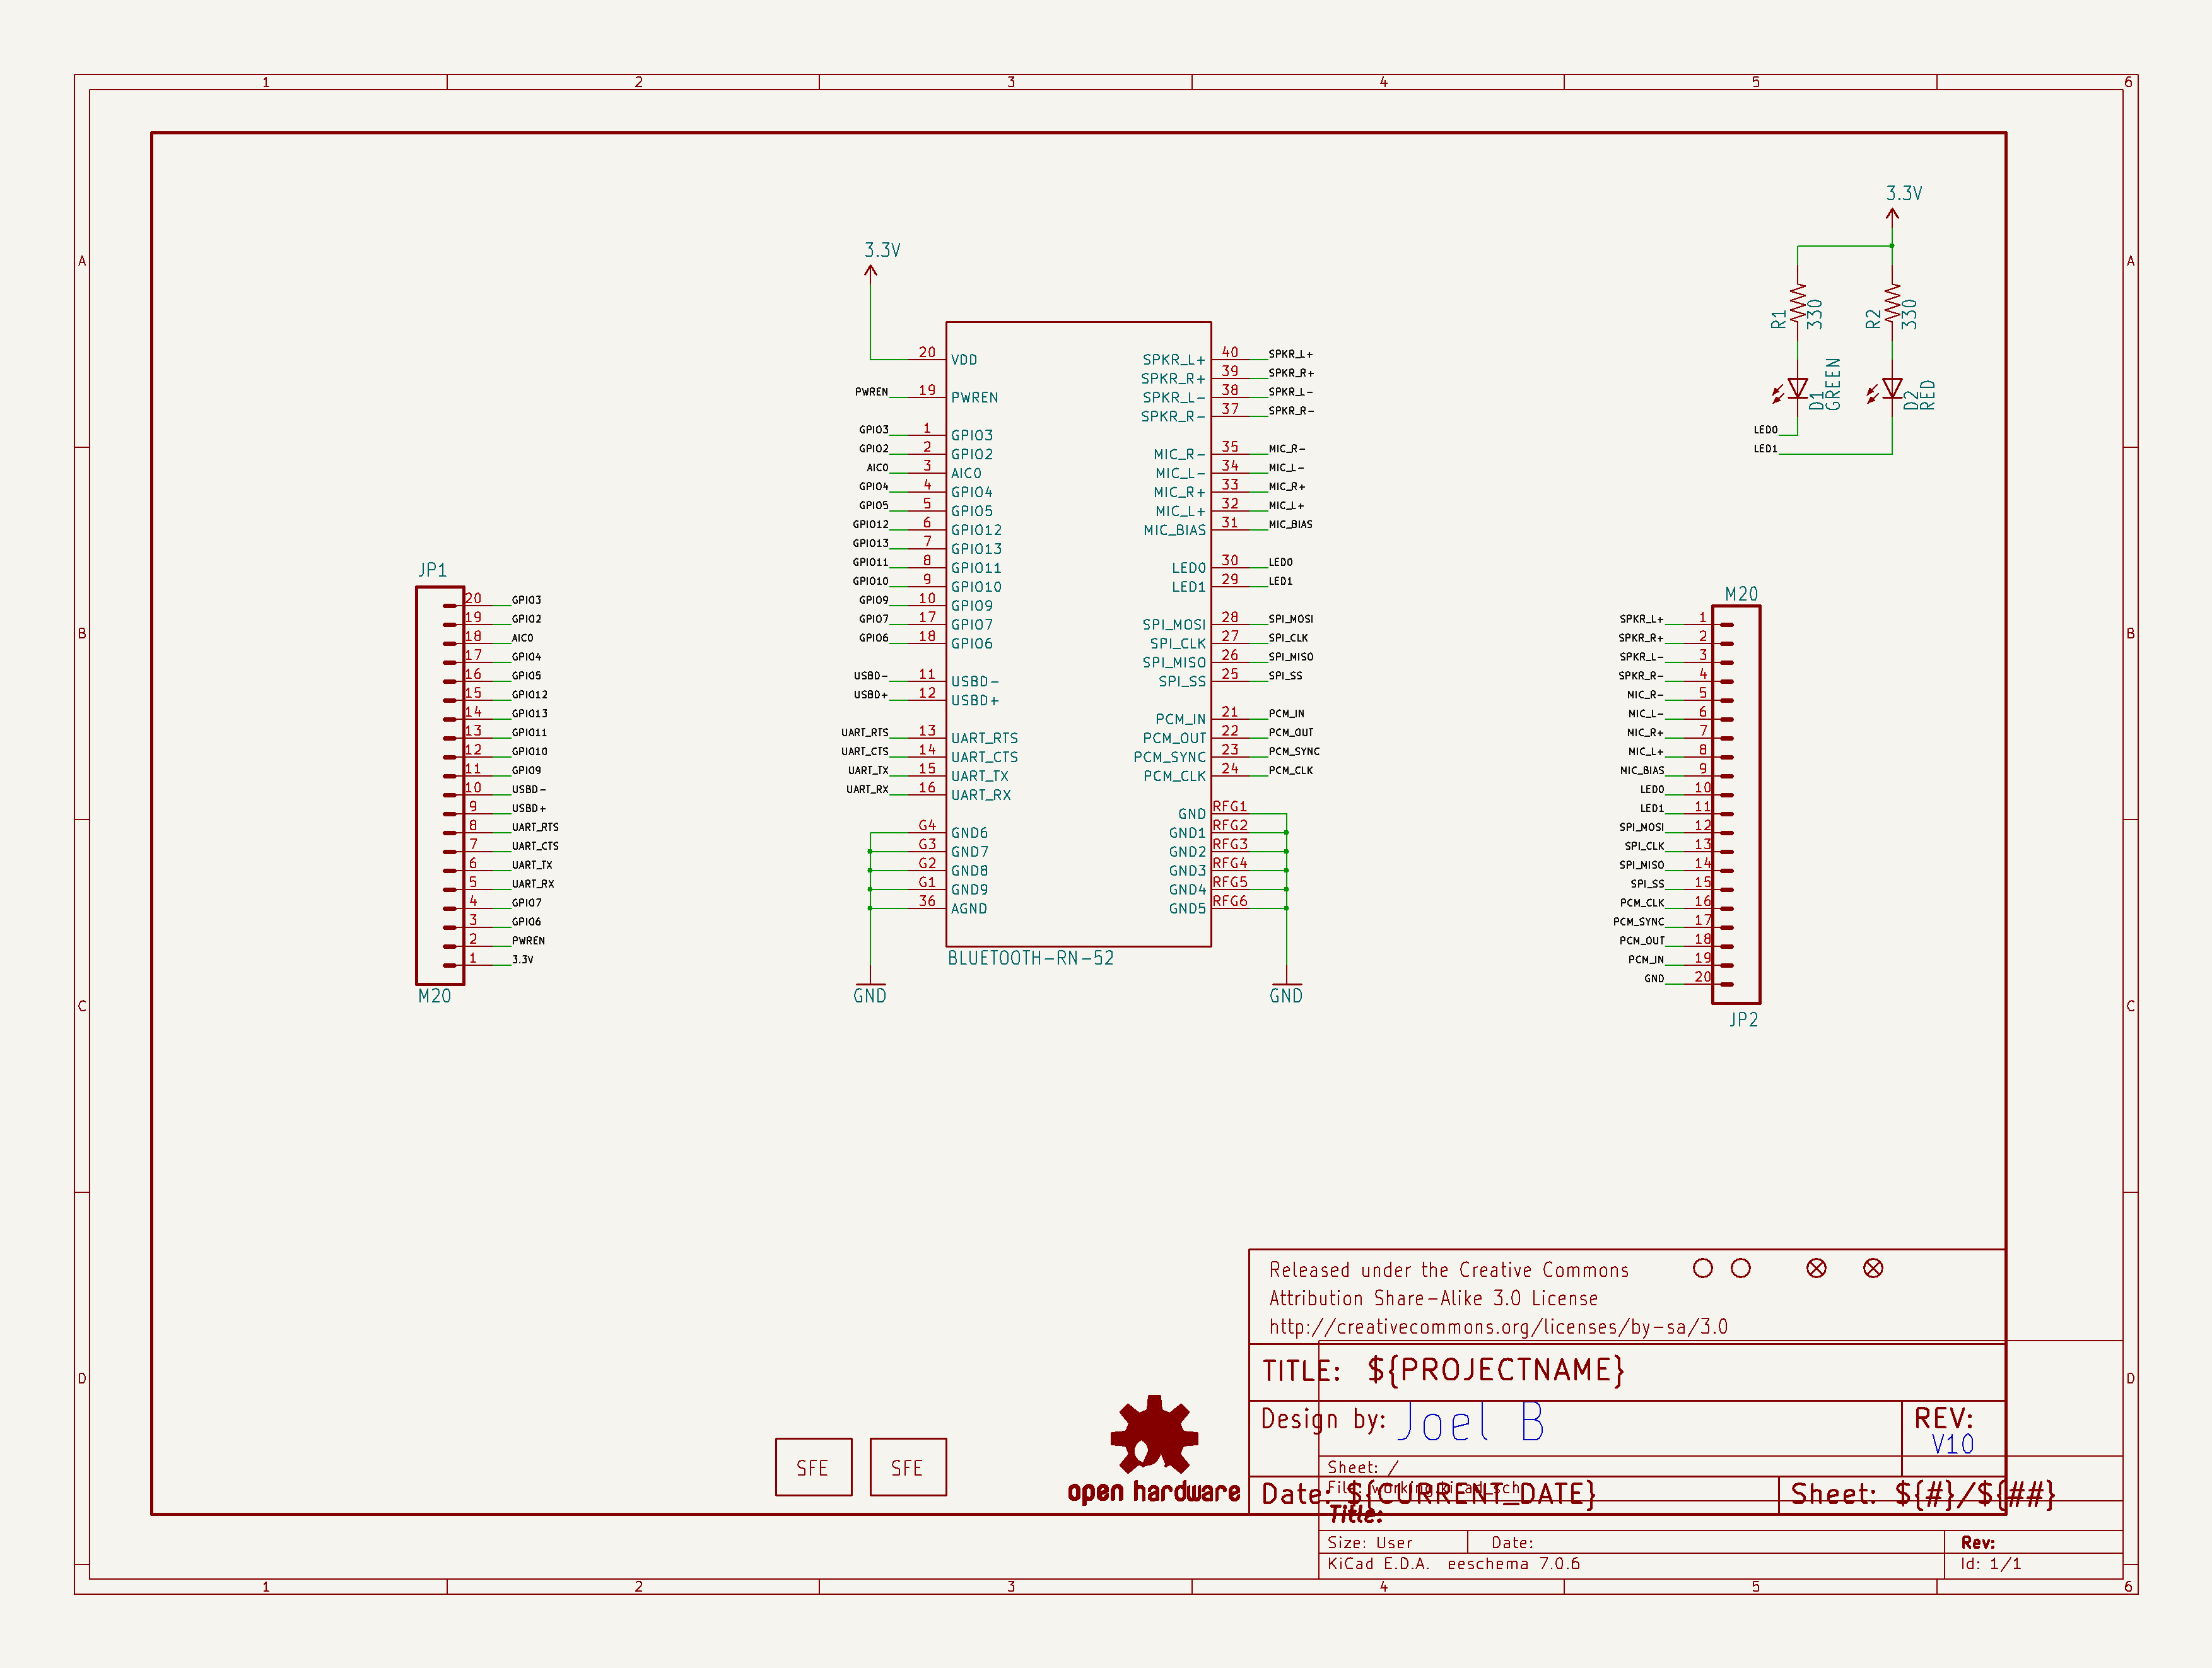 1 2 3 4 5 6
A A
B B
C C
D D
3.3V
R1 330
R2 330
D1 GREEN
D2 RED
LED0
LED1
3.3V
20 VDD
PWREN 19 PWREN
GPIO3 1 GPIO3
GPIO2 2 GPIO2
AIC0 3 AIC0
GPIO4 4 GPIO4
GPIO5 5 GPIO5
GPIO12 6 GPIO12
GPIO13 7 GPIO13
GPIO11 8 GPIO11
GPIO10 9 GPIO10
GPIO9 10 GPIO9
GPIO7 17 GPIO7
GPIO6 18 GPIO6
USBD- 11 USBD-
USBD+ 12 USBD+
UART_RTS 13 UART_RTS
UART_CTS 14 UART_CTS
UART_TX 15 UART_TX
UART_RX 16 UART_RX
G4 GND6
G3 GND7
G2 GND8
G1 GND9
36 AGND
GND
SPKR_L+ 40 SPKR_L+
SPKR_R+ 39 SPKR_R+
SPKR_L- 38 SPKR_L-
SPKR_R- 37 SPKR_R-
MIC_R- 35 MIC_R-
MIC_L- 34 MIC_L-
MIC_R+ 33 MIC_R+
MIC_L+ 32 MIC_L+
MIC_BIAS 31 MIC_BIAS
LED0 30 LED0
LED1 29 LED1
SPI_MOSI 28 SPI_MOSI
SPI_CLK 27 SPI_CLK
SPI_MISO 26 SPI_MISO
SPI_SS 25 SPI_SS
PCM_IN 21 PCM_IN
PCM_OUT 22 PCM_OUT
PCM_SYNC 23 PCM_SYNC
PCM_CLK 24 PCM_CLK
GND RFG1
GND1 RFG2
GND2 RFG3
GND3 RFG4
GND4 RFG5
GND5 RFG6
BLUETOOTH-RN-52
GND
JP1
20 GPIO3
19 GPIO2
18 AIC0
17 GPIO4
16 GPIO5
15 GPIO12
14 GPIO13
13 GPIO11
12 GPIO10
11 GPIO9
10 USBD-
9 USBD+
8 UART_RTS
7 UART_CTS
6 UART_TX
5 UART_RX
4 GPIO7
3 GPIO6
2 PWREN
1 3.3V
M20
M20
SPKR_L+ 1
SPKR_R+ 2
SPKR_L- 3
SPKR_R- 4
MIC_R- 5
MIC_L- 6
MIC_R+ 7
MIC_L+ 8
MIC_BIAS 9
LED0 10
LED1 11
SPI_MOSI 12
SPI_CLK 13
SPI_MISO 14
SPI_SS 15
PCM_CLK 16
PCM_SYNC 17
PCM_OUT 18
PCM_IN 19
GND 20
JP2
Released under the Creative Commons
Attribution Share-Alike 3.0 License
http://creativecommons.org/licenses/by-sa/3.0
TITLE: ${PROJECTNAME}
Design by: Joel B
REV:
V10
Sheet: /
File: working.kicad_sch
Date: ${CURRENT_DATE}
Sheet: ${#}/${##}
Title:
Size: User Date: Rev:
KiCad E.D.A. eeschema 7.0.6 Id: 1/1
SFE
SFE
open hardware
1 2 3 4 5 6